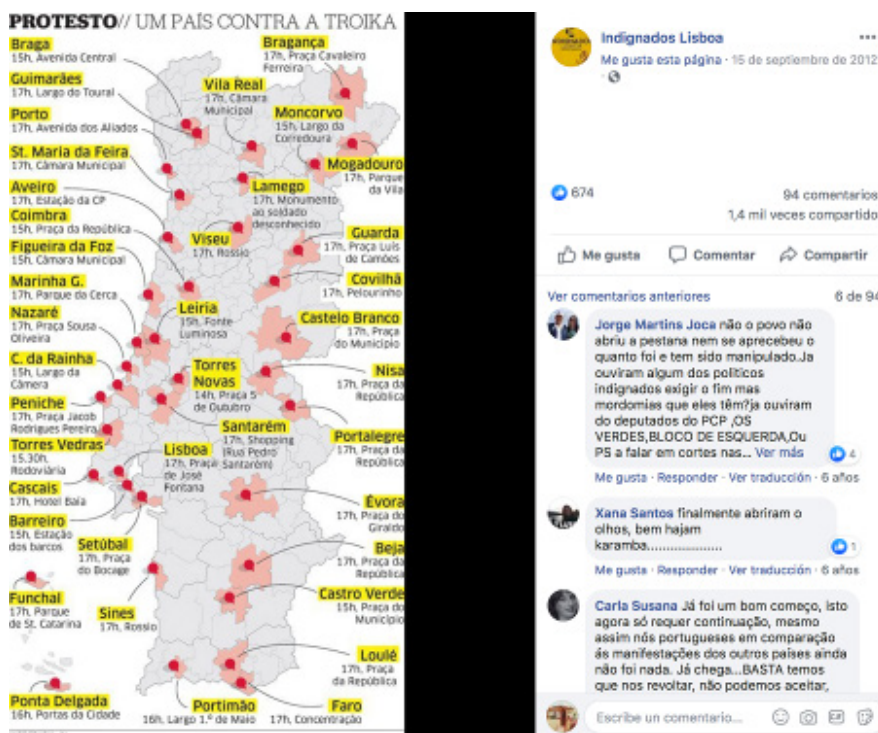 PROTESTO// UM PAÍS CONTRA A TROIKA
Braga
15h, Avenida Central
Guimarães
17h, Largo do Toural
Porto
17h, Avenida dos Aliados
St. Maria da Feira
17h, Câmara Municipal
Aveiro
17h, Estação da CP
Coimbra
15h, Praça da República
Figueira da Foz
15h, Câmara Municipal
Marinha G.
17h, Parque da Cerca
Nazaré
17h, Praça Sousa
Oliveira
C. da Rainha
15h, Largo da
Câmera
Peniche
17h, Praça Jacob
Rodrigues Pereira
Torres Vedras
15.30h,
Rodoviária
Cascais
17h, Hotel Baía
Barreiro
15h, Estação
dos barcos
Setúbal
17h, Praça
do Bocage
Funchal
17h, Parque
de St. Catarina
Sines
17h, Rossio
Ponta Delgada
16h, Portas da Cidade
Bragança
17h, Praça Cavaleiro
Ferreira
Vila Real
17h, Câmara
Municipal
Moncorvo
15h, Largo da
Corredoura
Mogadouro
17h, Parque
da Vila
Lamego
17h, Monumento
ao soldado
desconhecido
Viseu
17h, Rossio
Guarda
17h, Praça Luís
de Camões
Covilhã
17h, Pelourinho
Leiria
15h, Fonte
Luminosa
Castelo Branco
17h, Praça
do Município
Torres
Novas
14h, Praça 5
de Outubro
Nisa
17h, Praça da
República
Santarém
17h, Shopping
(Rua Pedro
Santarém)
Portalegre
17h, Praça da
República
Lisboa
17h, Praça
de José
Fontana
Évora
17h, Praça do
Giraldo
Beja
17h, Praça da
República
Castro Verde
15h, Praça do
Município
Loulé
17h, Praça
da República
Portimão
16h, Largo 1.º de Maio
Faro
17h, Concentração
Indignados Lisboa
Me gusta esta página · 15 de septiembre de 2012
·
674
94 comentarios
1,4 mil veces compartido
Me gusta
Comentar
Compartir
Ver comentarios anteriores
6 de 94
Jorge Martins Joca não o povo não
abriu a pestana nem se aprecebeu o
quanto foi e tem sido manipulado.Ja
ouviram algum dos politicos
indignados exigir o fim mas
mordomias que eles têm?ja ouviram
do deputados do PCP ,OS
VERDES,BLOCO DE ESQUERDA,Ou
PS a falar em cortes nas... Ver más
4
Me gusta · Responder · Ver traducción · 6 años
Xana Santos finalmente abriram o
olhos, bem hajam
karamba....................
1
Me gusta · Responder · Ver traducción · 6 años
Carla Susana Já foi um bom começo, isto
agora só requer continuação, mesmo
assim nós portugueses em comparação
ás manifestações dos outros países ainda
não foi nada. Já chega...BASTA temos
que nos revoltar, não podemos aceitar,
Escribe un comentario...